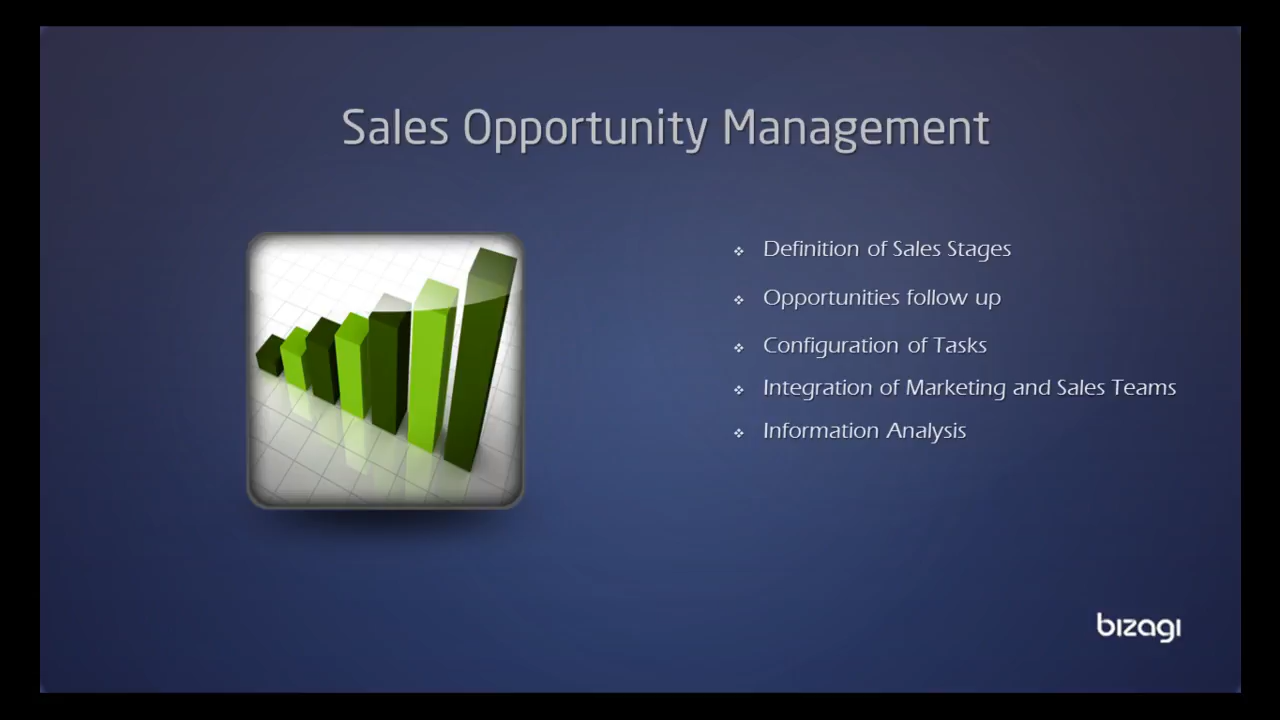 Sales Opportunity Management
Definition of Sales Stages
Opportunities follow up
Configuration of Tasks
Integration of Marketing and Sales Teams
Information Analysis
bizagi